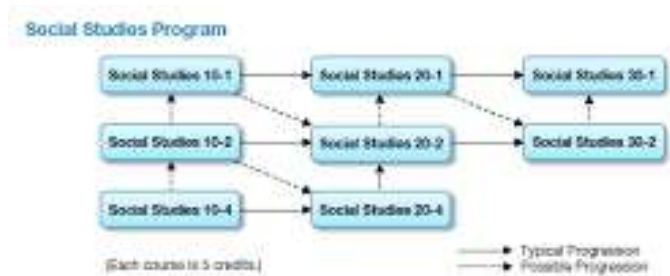 Social Studies Program
Social Studies 10-1 Social Studies 20-1 Social Studies 30-1
Social Studies 10-2 Social Studies 20-2 Social Studies 30-2
Social Studies 10-4 Social Studies 20-4
(Each course is 5 credits.)
Typical Progression
Possible Progression